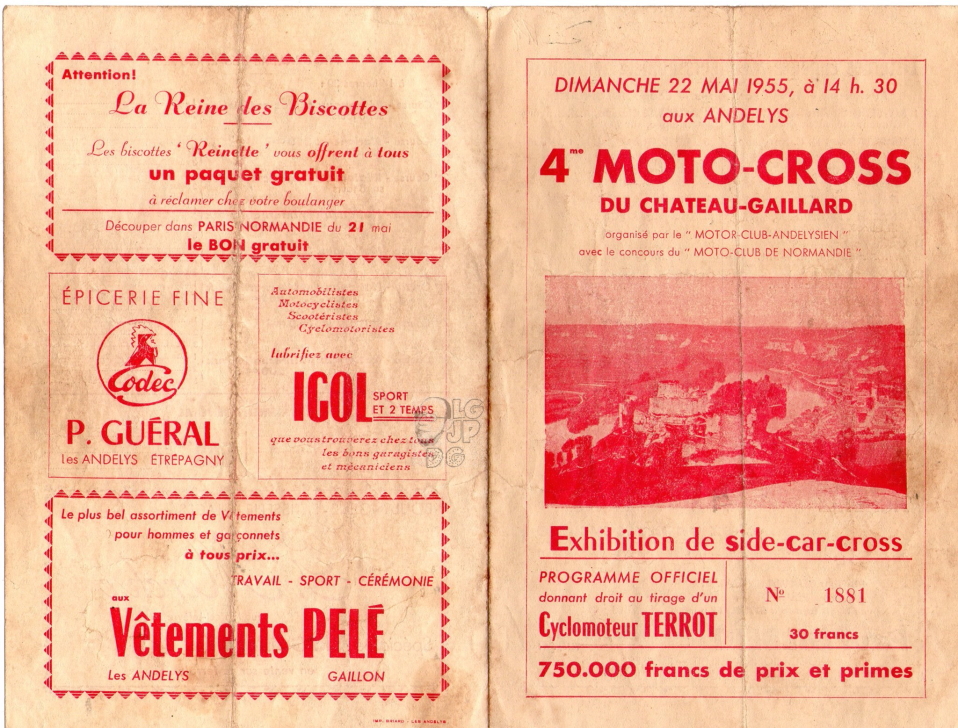 Attention!
La Reine des Biscottes
Les biscottes ‘ Reinette ’ vous offrent à tous
un paquet gratuit
à réclamer chez votre boulanger
Découper dans PARIS NORMANDIE du 21 mai
le BON gratuit
ÉPICERIE FINE
Codec
P. GUÉRAL
les ANDELYS ÉTRÉPAGNY
Automobilistes
Motocyclistes
Scootéristes
Cyclomotoristes
lubrifiez avec
IGOL SPORT
ET 2 TEMPS
que vous trouverez chez tous
les bons garagistes
et mécaniciens
LG
JP
DG
Le plus bel assortiment de Vêtements
pour hommes et garçonnets
à tous prix...
TRAVAIL - SPORT - CÉRÉMONIE
aux
Vêtements PELÉ
Les ANDELYS GAILLON
DIMANCHE 22 MAI 1955, à 14 h. 30
aux ANDELYS
4me MOTO-CROSS
DU CHATEAU-GAILLARD
organisé par le " MOTOR-CLUB-ANDELYSIEN "
avec le concours du " MOTO-CLUB DE NORMANDIE "
Exhibition de side-car-cross
PROGRAMME OFFICIEL
donnant droit au tirage d'un
Cyclomoteur TERROT
No 1881
30 francs
750.000 francs de prix et primes